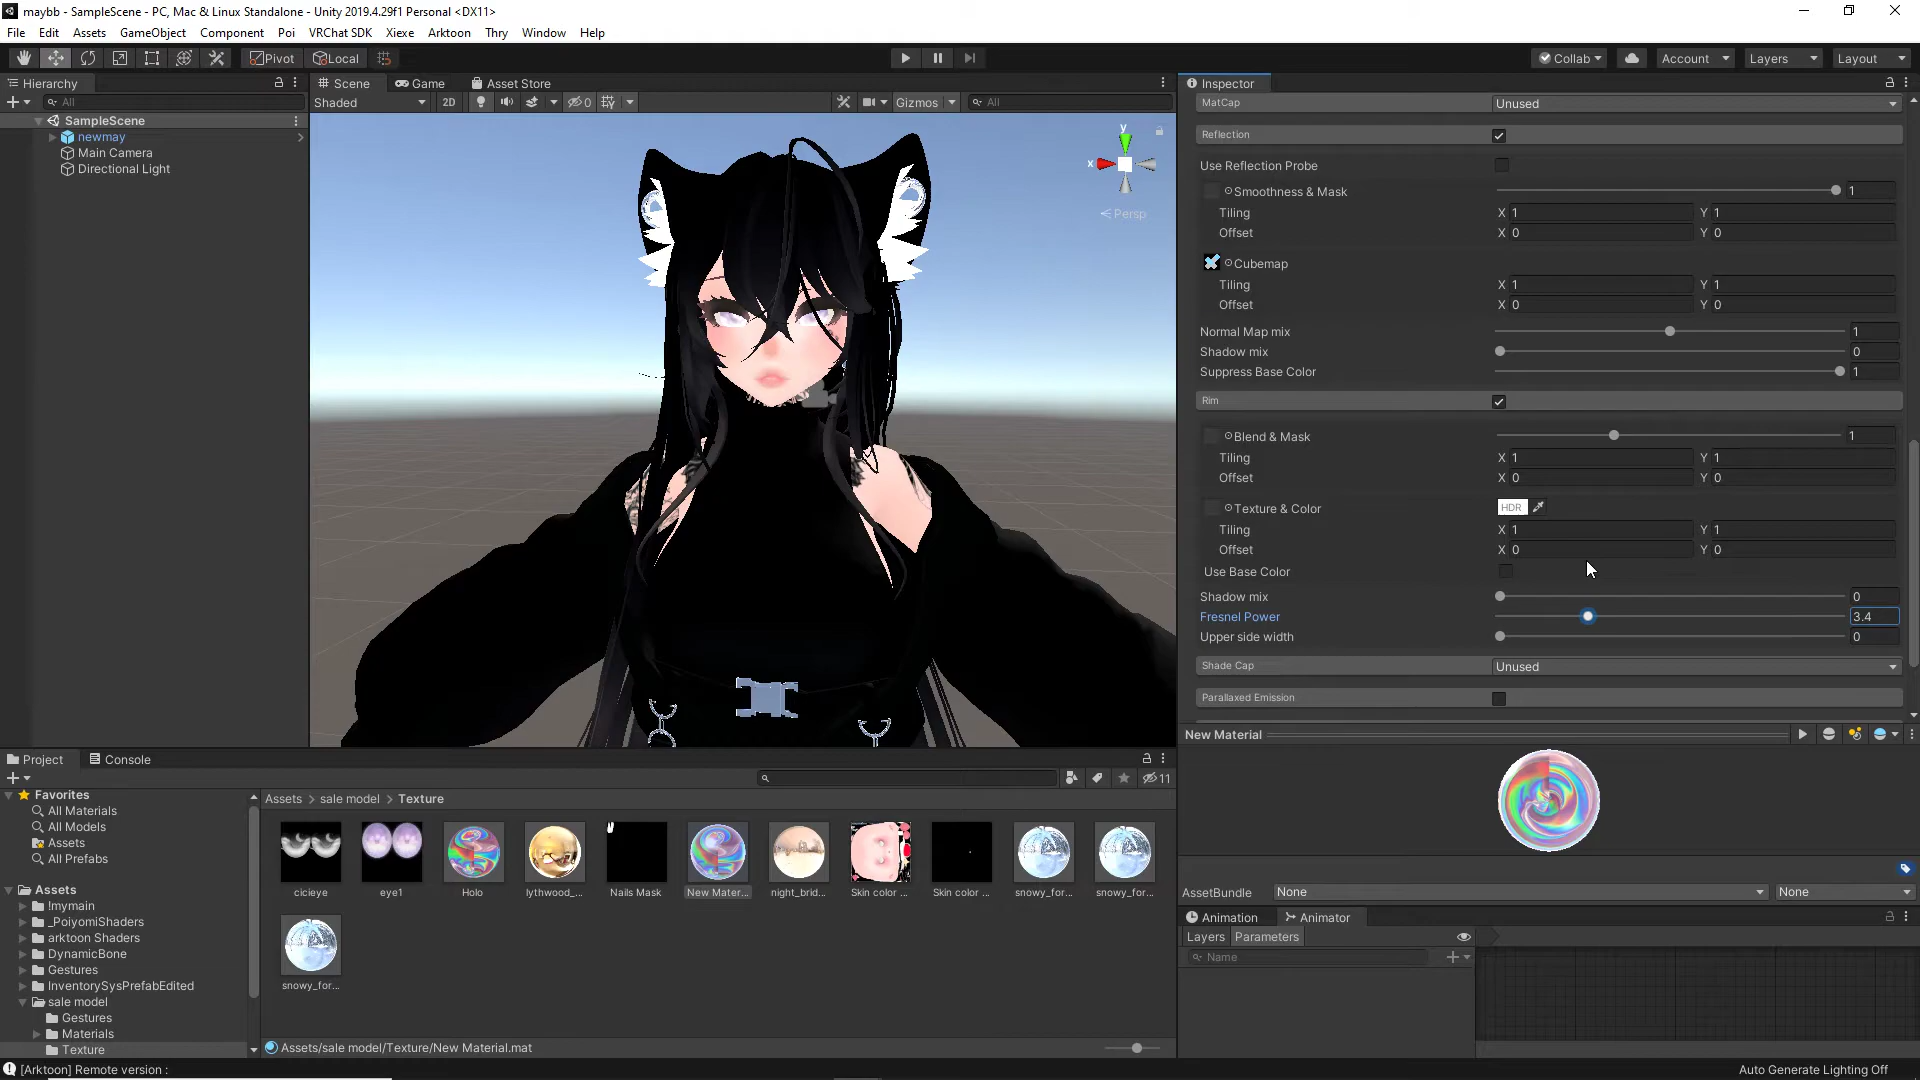 maybb - SampleScene - PC, Mac & Linux Standalone - Unity 2019.4.29f1 Personal <DX11>
File Edit Assets GameObject Component Poi VRChat SDK Xiexe Arktoon Thry Window Help
Pivot Local Collab Account Layers Layout
Hierarchy
All
SampleScene
newmay
Main Camera
Directional Light
Scene Game Asset Store
Shaded 2D 0 Gizmos All
y
x
Persp
Inspector
MatCap Unused
Reflection
Use Reflection Probe
Smoothness & Mask 1
Tiling X 1 Y 1
Offset X 0 Y 0
Cubemap
Tiling X 1 Y 1
Offset X 0 Y 0
Normal Map mix 1
Shadow mix 0
Suppress Base Color 1
Rim
Blend & Mask 1
Tiling X 1 Y 1
Offset X 0 Y 0
Texture & Color HDR
Tiling X 1 Y 1
Offset X 0 Y 0
Use Base Color
Shadow mix 0
Fresnel Power 3.4
Upper side width 0
Shade Cap Unused
Parallaxed Emission
New Material
AssetBundle None None
Animation Animator
Layers Parameters
Name
Project Console
11
Favorites
All Materials
All Models
Assets
All Prefabs
Assets
!mymain
_PoiyomiShaders
arktoon Shaders
DynamicBone
Gestures
InventorySysPrefabEdited
sale model
Gestures
Materials
Texture
Assets > sale model > Texture
cicieye eye1 Holo lythwood_... Nails Mask New Mater... night_brid... Skin color ... Skin color ... snowy_for... snowy_for...
snowy_for...
Assets/sale model/Texture/New Material.mat
[Arktoon] Remote version :
Auto Generate Lighting Off